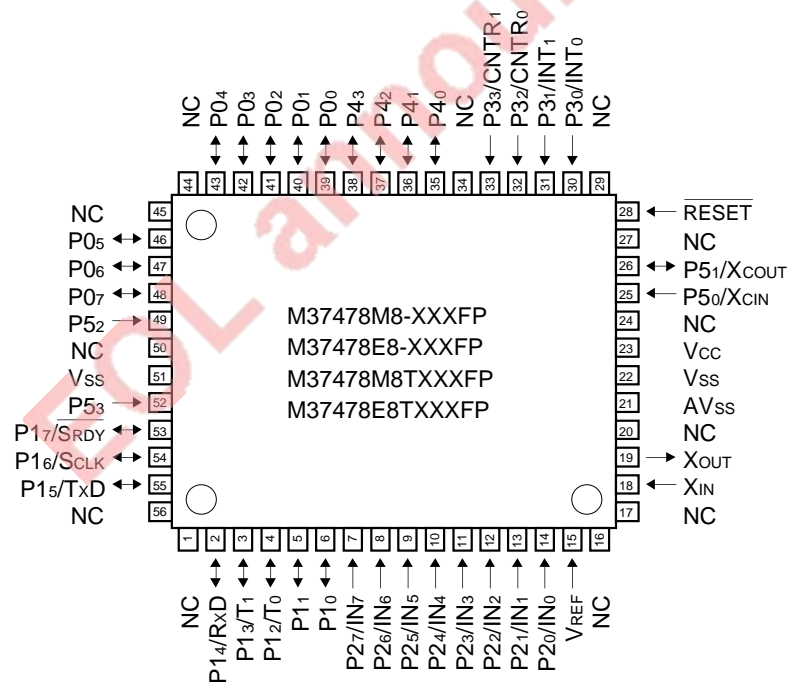 EOL announ
NC
P04
P03
P02
P01
P00
P43
P42
P41
P40
NC
P33/CNTR1
P32/CNTR0
P31/INT1
P30/INT0
NC
44
43
42
41
40
39
38
37
36
35
34
33
32
31
30
29
NC 45
P05 46
P06 47
P07 48
P52 49
NC 50
VSS 51
P53 52
P17/SRDY 53
P16/SCLK 54
P15/TXD 55
NC 56
M37478M8-XXXFP
M37478E8-XXXFP
M37478M8TXXXFP
M37478E8TXXXFP
28 RESET
27 NC
26 P51/XCOUT
25 P50/XCIN
24 NC
23 VCC
22 VSS
21 AVSS
20 NC
19 XOUT
18 XIN
17 NC
1
2
3
4
5
6
7
8
9
10
11
12
13
14
15
16
NC
P14/RXD
P13/T1
P12/T0
P11
P10
P27/IN7
P26/IN6
P25/IN5
P24/IN4
P23/IN3
P22/IN2
P21/IN1
P20/IN0
VREF
NC